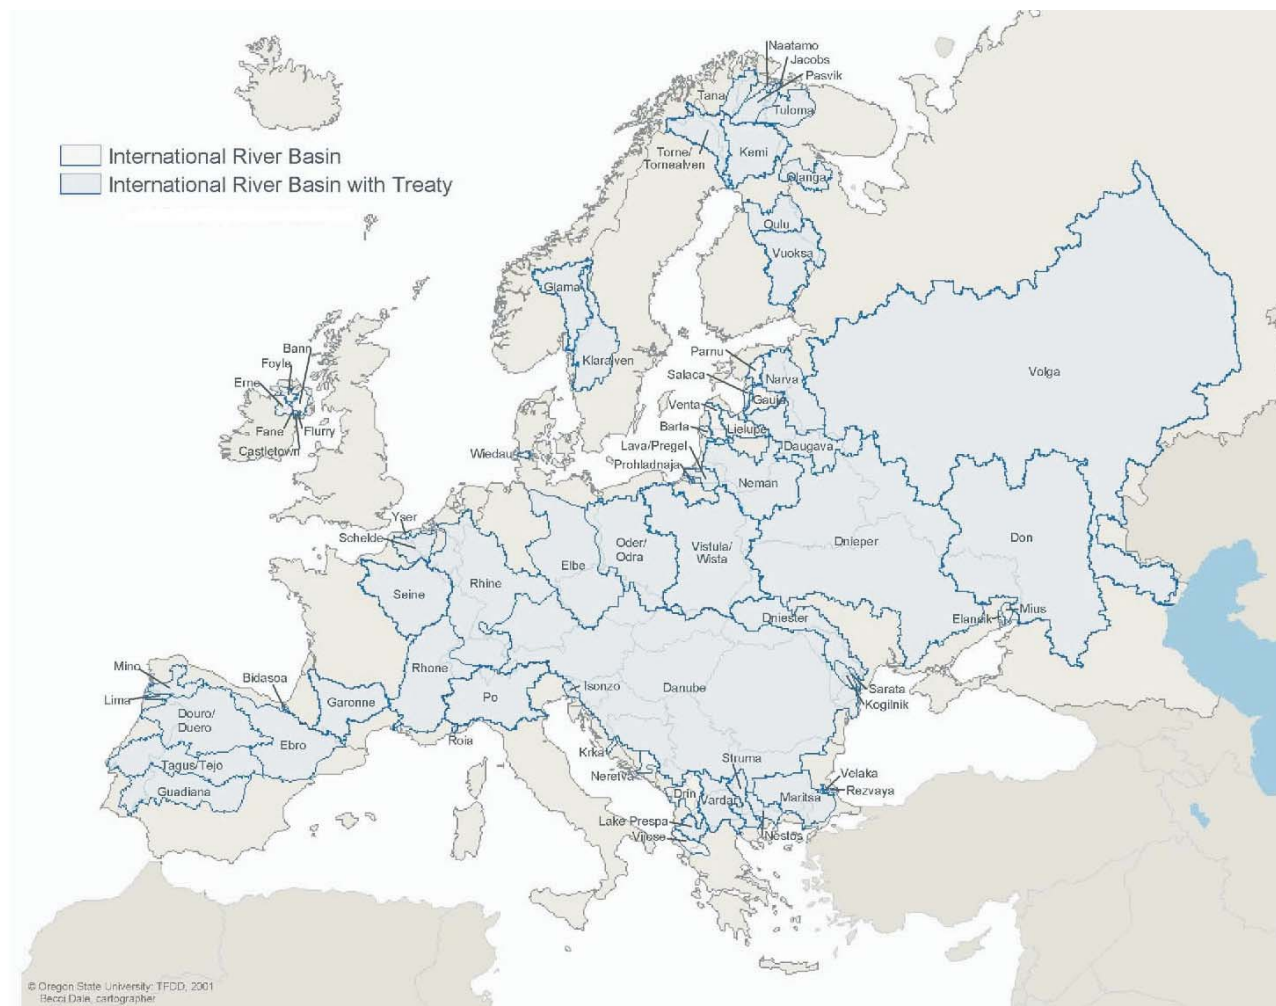 Naatamo
Jacobs
Pasvik
Tana
Tuloma
International River Basin
International River Basin with Treaty
Torne/
Tornealven
Kemi
Olanga
Oulu
Vuoksa
Glama
Klaralven
Bann
Foyle
Erne
Fane
Flurry
Castletown
Parnu
Salaca
Narva
Gauja
Venta
Barta
Lielupe
Volga
Wiedau
Lava/Pregel
Prohladnaja
Daugava
Neman
Yser
Schelde
Seine
Rhine
Elbe
Oder/
Odra
Vistula/
Wista
Dnieper
Don
Dniester
Elancik
Mius
Mino
Lima
Bidasoa
Rhone
Garonne
Po
Isonzo
Danube
Sarata
Kogilnik
Douro/
Duero
Ebro
Roia
Tagus/Tejo
Guadiana
Krka
Neretva
Struma
Drin
Vardar
Maritsa
Velaka
Rezvaya
Lake Prespa
Vijose
Nestos
© Oregon State University: TFDD, 2001
Becci Dale, cartographer